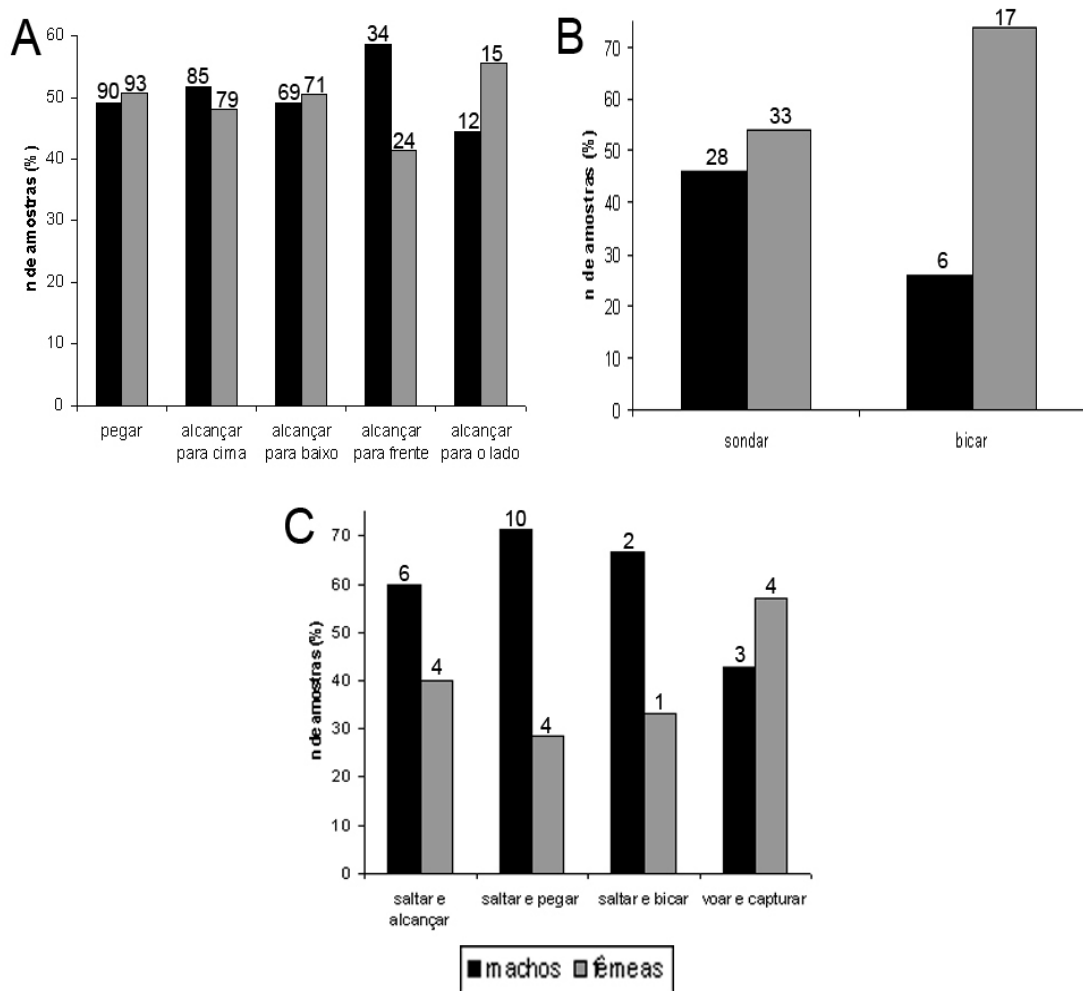 A
n de amostras (%)
60
50
40
30
20
10
0
90
93
85
79
69
71
34
24
12
15
pegar
alcançar
para cima
alcançar
para baixo
alcançar
para frente
alcançar
para o lado
B
n de amostras (%)
70
60
50
40
30
20
10
0
28
33
6
17
sondar
bicar
C
n de amostras (%)
70
60
50
40
30
20
10
0
6
4
10
4
2
1
3
4
saltar e
alcançar
saltar e pegar
saltar e bicar
voar e capturar
machos fêmeas